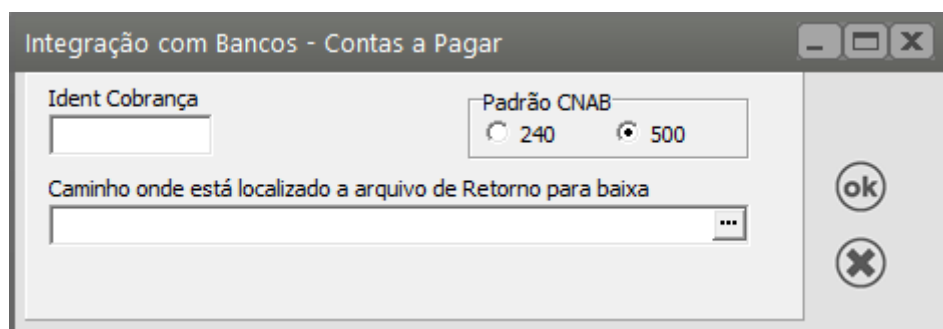 Integração com Bancos - Contas a Pagar
Ident Cobrança
Padrão CNAB
240 500
Caminho onde está localizado a arquivo de Retorno para baixa
...
ok